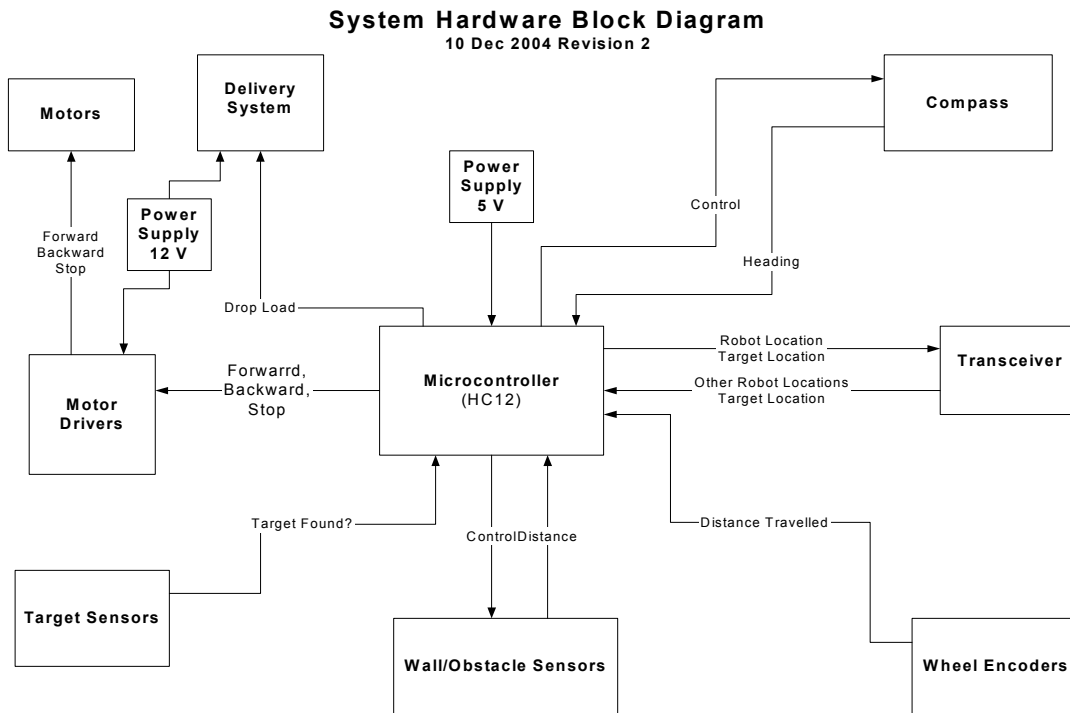 System Hardware Block Diagram
10 Dec 2004 Revision 2
Motors
Delivery
System
Compass
Power
Supply
5 V
Power
Supply
12 V
Control
Forward
Backward
Stop
Heading
Drop Load
Robot Location
Target Location
Transceiver
Microcontroller
(HC12)
Forwarrd,
Backward,
Stop
Other Robot Locations
Target Location
Motor
Drivers
Target Found?
ControlDistance
Distance Travelled
Target Sensors
Wall/Obstacle Sensors
Wheel Encoders